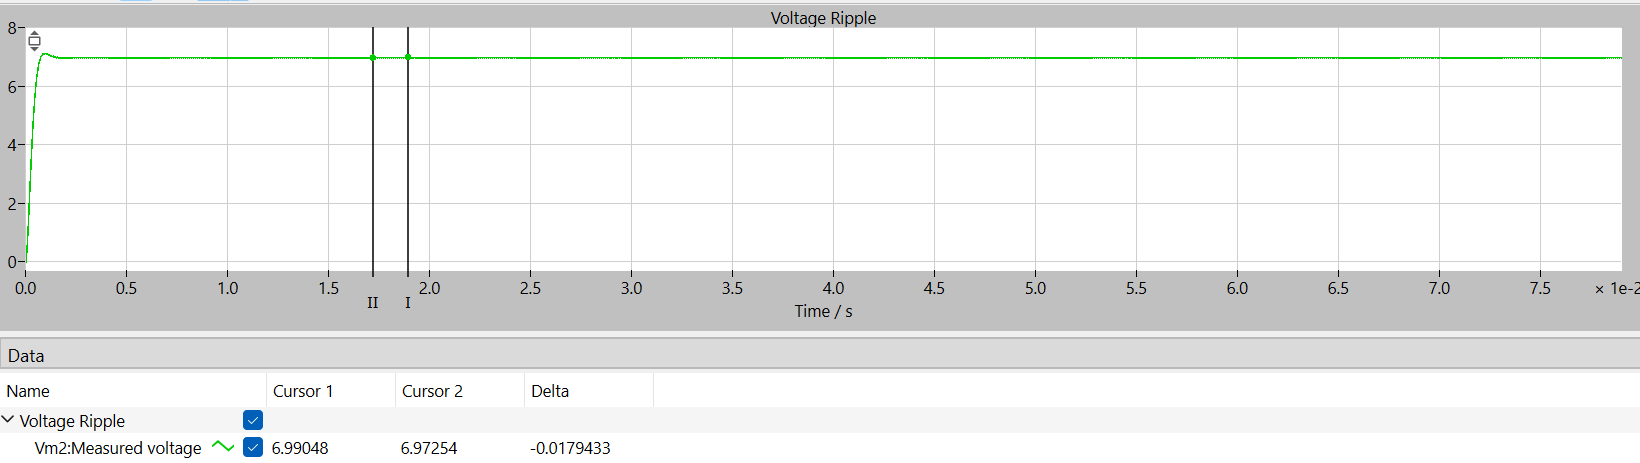 Voltage Ripple
8
6
4
2
0
0.0 0.5 1.0 1.5 2.0 2.5 3.0 3.5 4.0 4.5 5.0 5.5 6.0 6.5 7.0 7.5 × 1e-2
II I
Time / s
Data
Name Cursor 1 Cursor 2 Delta
Voltage Ripple
Vm2:Measured voltage 6.99048 6.97254 -0.0179433